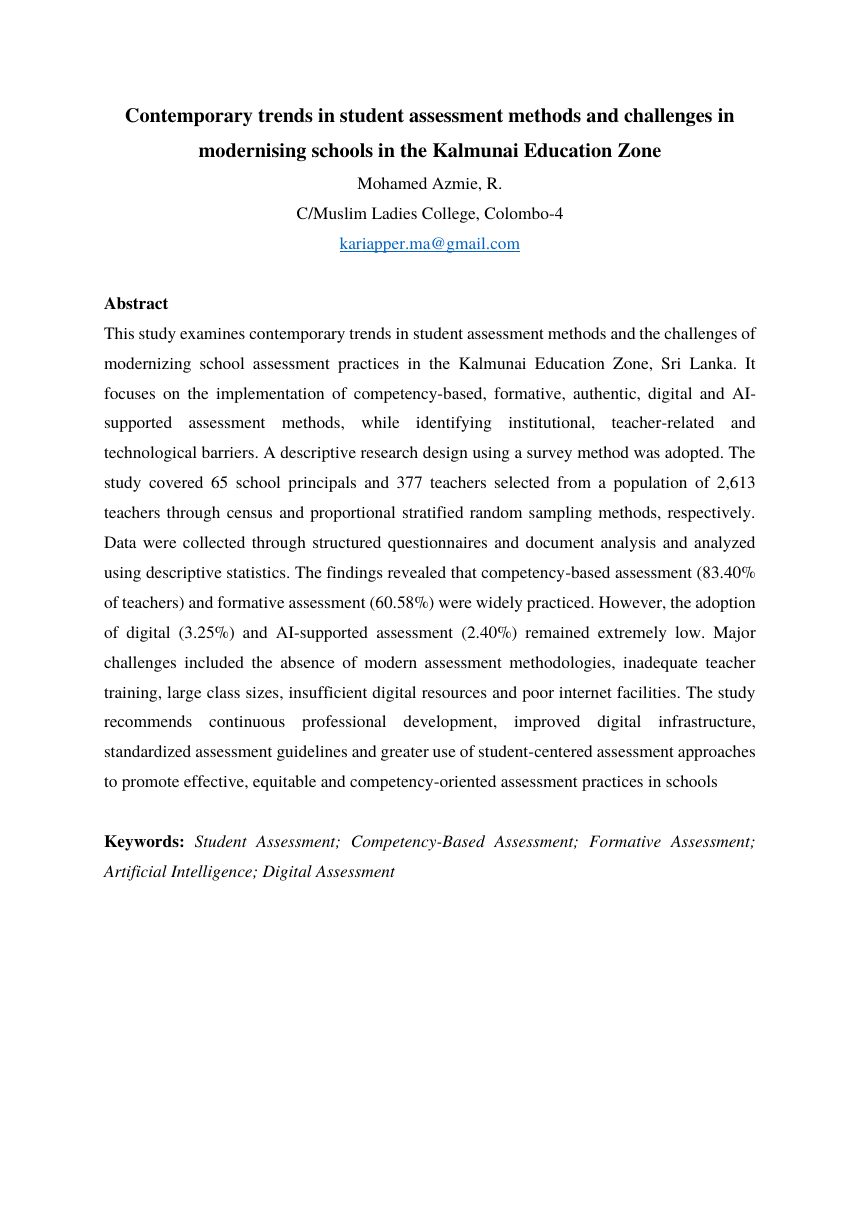 Contemporary trends in student assessment methods and challenges in
modernising schools in the Kalmunai Education Zone
Mohamed Azmie, R.
C/Muslim Ladies College, Colombo-4
kariapper.ma@gmail.com
Abstract
This study examines contemporary trends in student assessment methods and the challenges of
modernizing school assessment practices in the Kalmunai Education Zone, Sri Lanka. It
focuses on the implementation of competency-based, formative, authentic, digital and AI-
supported assessment methods, while identifying institutional, teacher-related and
technological barriers. A descriptive research design using a survey method was adopted. The
study covered 65 school principals and 377 teachers selected from a population of 2,613
teachers through census and proportional stratified random sampling methods, respectively.
Data were collected through structured questionnaires and document analysis and analyzed
using descriptive statistics. The findings revealed that competency-based assessment (83.40%
of teachers) and formative assessment (60.58%) were widely practiced. However, the adoption
of digital (3.25%) and AI-supported assessment (2.40%) remained extremely low. Major
challenges included the absence of modern assessment methodologies, inadequate teacher
training, large class sizes, insufficient digital resources and poor internet facilities. The study
recommends continuous professional development, improved digital infrastructure,
standardized assessment guidelines and greater use of student-centered assessment approaches
to promote effective, equitable and competency-oriented assessment practices in schools
Keywords: Student Assessment; Competency-Based Assessment; Formative Assessment;
Artificial Intelligence; Digital Assessment